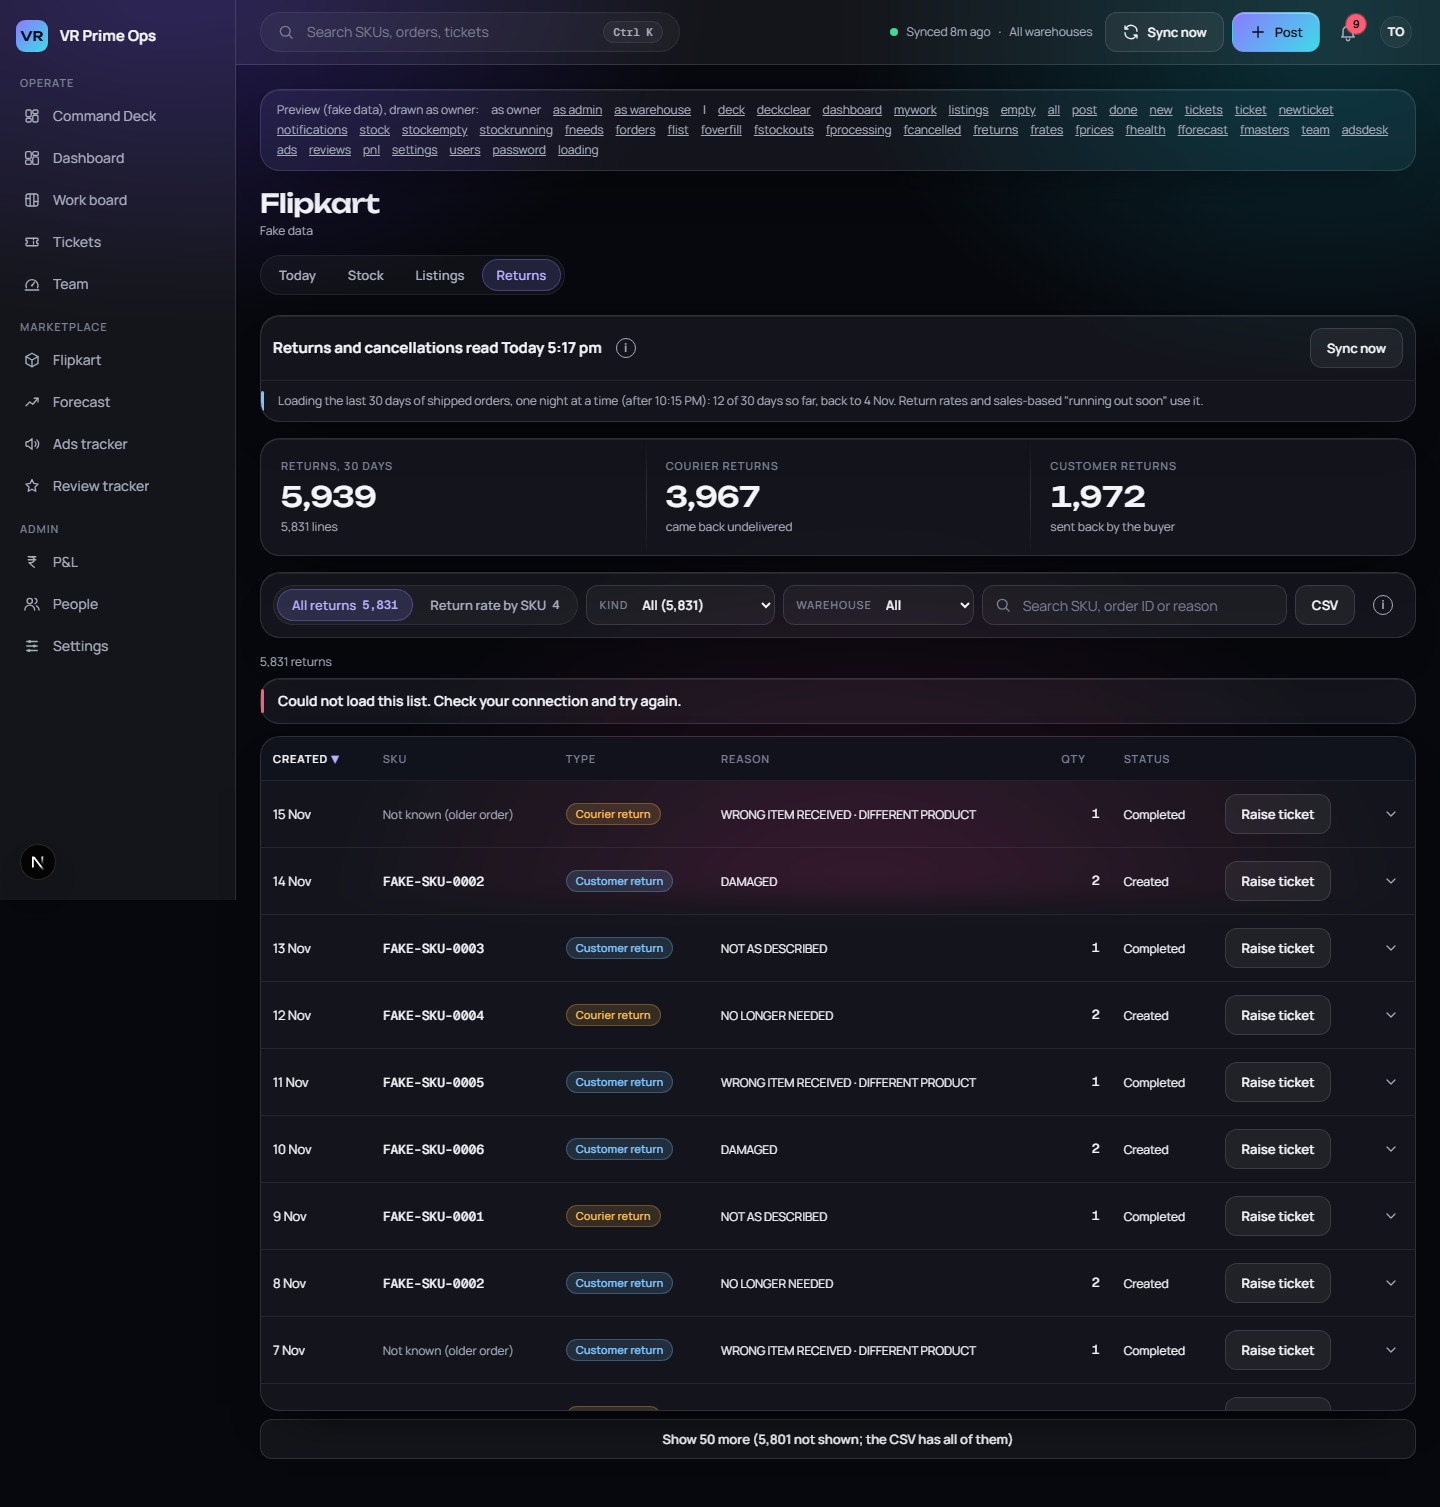 VR VR Prime Ops
Search SKUs, orders, tickets Ctrl K
Synced 8m ago · All warehouses
Sync now
Post
9
TO
OPERATE
Command Deck
Dashboard
Work board
Tickets
Team
MARKETPLACE
Flipkart
Forecast
Ads tracker
Review tracker
ADMIN
₹ P&L
People
Settings
N
Preview (fake data), drawn as owner: as owner as admin as warehouse | deck deckclear dashboard mywork listings empty all post done new tickets ticket newticket
notifications stock stockempty stockrunning fneeds forders flist foverfill fstockouts fprocessing fcancelled freturns frates fprices fhealth fforecast fmasters team adsdesk
ads reviews pnl settings users password loading
Flipkart
Fake data
Today Stock Listings Returns
Returns and cancellations read Today 5:17 pm i Sync now
Loading the last 30 days of shipped orders, one night at a time (after 10:15 PM): 12 of 30 days so far, back to 4 Nov. Return rates and sales-based "running out soon" use it.
RETURNS, 30 DAYS
5,939
5,831 lines
COURIER RETURNS
3,967
came back undelivered
CUSTOMER RETURNS
1,972
sent back by the buyer
All returns 5,831 Return rate by SKU 4 KIND All (5,831) WAREHOUSE All Search SKU, order ID or reason CSV i
5,831 returns
Could not load this list. Check your connection and try again.
CREATED ▼ SKU TYPE REASON QTY STATUS
15 Nov Not known (older order) Courier return WRONG ITEM RECEIVED · DIFFERENT PRODUCT 1 Completed Raise ticket
14 Nov FAKE-SKU-0002 Customer return DAMAGED 2 Created Raise ticket
13 Nov FAKE-SKU-0003 Customer return NOT AS DESCRIBED 1 Completed Raise ticket
12 Nov FAKE-SKU-0004 Courier return NO LONGER NEEDED 2 Created Raise ticket
11 Nov FAKE-SKU-0005 Customer return WRONG ITEM RECEIVED · DIFFERENT PRODUCT 1 Completed Raise ticket
10 Nov FAKE-SKU-0006 Customer return DAMAGED 2 Created Raise ticket
9 Nov FAKE-SKU-0001 Courier return NOT AS DESCRIBED 1 Completed Raise ticket
8 Nov FAKE-SKU-0002 Customer return NO LONGER NEEDED 2 Created Raise ticket
7 Nov Not known (older order) Customer return WRONG ITEM RECEIVED · DIFFERENT PRODUCT 1 Completed Raise ticket
Show 50 more (5,801 not shown; the CSV has all of them)